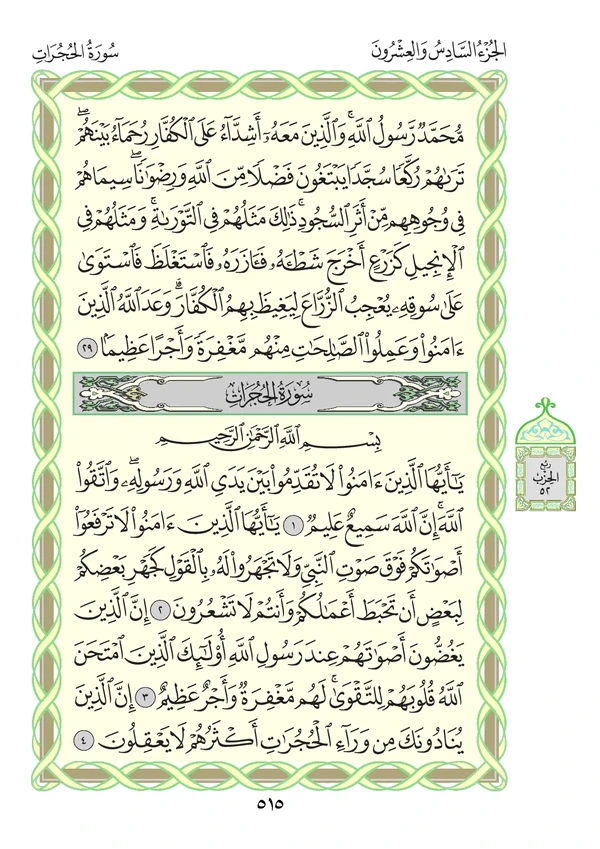 الجُزْءُ السَّادِسُ وَالعِشْرُونَ
سُورَةُ الحُجُرَاتِ
مُّحَمَّدٌ رَّسُولُ ٱللَّهِۚ وَٱلَّذِينَ مَعَهُۥٓ أَشِدَّآءُ عَلَى ٱلْكُفَّارِ رُحَمَآءُ بَيْنَهُمْۖ
تَرَىٰهُمْ رُكَّعًا سُجَّدًا يَبْتَغُونَ فَضْلًا مِّنَ ٱللَّهِ وَرِضْوَٰنًاۖ سِيمَاهُمْ
فِى وُجُوهِهِم مِّنْ أَثَرِ ٱلسُّجُودِۚ ذَٰلِكَ مَثَلُهُمْ فِى ٱلتَّوْرَىٰةِۚ وَمَثَلُهُمْ فِى
ٱلْإِنجِيلِ كَزَرْعٍ أَخْرَجَ شَطْـَٔهُۥ فَـَٔازَرَهُۥ فَٱسْتَغْلَظَ فَٱسْتَوَىٰ
عَلَىٰ سُوقِهِۦ يُعْجِبُ ٱلزُّرَّاعَ لِيَغِيظَ بِهِمُ ٱلْكُفَّارَۗ وَعَدَ ٱللَّهُ ٱلَّذِينَ
ءَامَنُوا۟ وَعَمِلُوا۟ ٱلصَّٰلِحَٰتِ مِنْهُم مَّغْفِرَةً وَأَجْرًا عَظِيمًۢا ٢٩
سُورَةُ الحُجُرَاتِ
بِسْمِ ٱللَّهِ ٱلرَّحْمَٰنِ ٱلرَّحِيمِ
يَٰٓأَيُّهَا ٱلَّذِينَ ءَامَنُوا۟ لَا تُقَدِّمُوا۟ بَيْنَ يَدَىِ ٱللَّهِ وَرَسُولِهِۦۖ وَٱتَّقُوا۟
ٱللَّهَۚ إِنَّ ٱللَّهَ سَمِيعٌ عَلِيمٌ ١ يَٰٓأَيُّهَا ٱلَّذِينَ ءَامَنُوا۟ لَا تَرْفَعُوٓا۟
أَصْوَٰتَكُمْ فَوْقَ صَوْتِ ٱلنَّبِىِّ وَلَا تَجْهَرُوا۟ لَهُۥ بِٱلْقَوْلِ كَجَهْرِ بَعْضِكُمْ
لِبَعْضٍ أَن تَحْبَطَ أَعْمَٰلُكُمْ وَأَنتُمْ لَا تَشْعُرُونَ ٢ إِنَّ ٱلَّذِينَ
يَغُضُّونَ أَصْوَٰتَهُمْ عِندَ رَسُولِ ٱللَّهِ أُو۟لَٰٓئِكَ ٱلَّذِينَ ٱمْتَحَنَ
ٱللَّهُ قُلُوبَهُمْ لِلتَّقْوَىٰۚ لَهُم مَّغْفِرَةٌ وَأَجْرٌ عَظِيمٌ ٣ إِنَّ ٱلَّذِينَ
يُنَادُونَكَ مِن وَرَآءِ ٱلْحُجُرَٰتِ أَكْثَرُهُمْ لَا يَعْقِلُونَ ٤
رُبْع
الحِزْب
٥٢
٥١٥